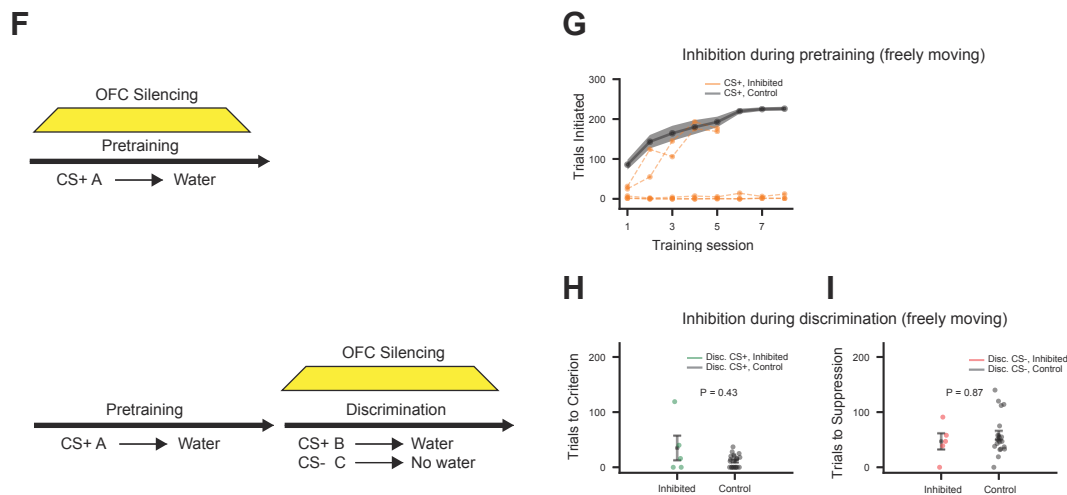 F
OFC Silencing
Pretraining
CS+ A Water
G
Inhibition during pretraining (freely moving)
CS+, Inhibited
CS+, Control
Trials Initiated
300
200
100
0
1 3 5 7
Training session
OFC Silencing
Pretraining Discrimination
CS+ A Water
CS+ B Water
CS- C No water
H I
Inhibition during discrimination (freely moving)
Disc. CS+, Inhibited
Disc. CS+, Control
P = 0.43
Trials to Criterion
200
100
0
Inhibited Control
Disc. CS-, Inhibited
Disc. CS-, Control
P = 0.87
Trials to Suppression
200
100
0
Inhibited Control